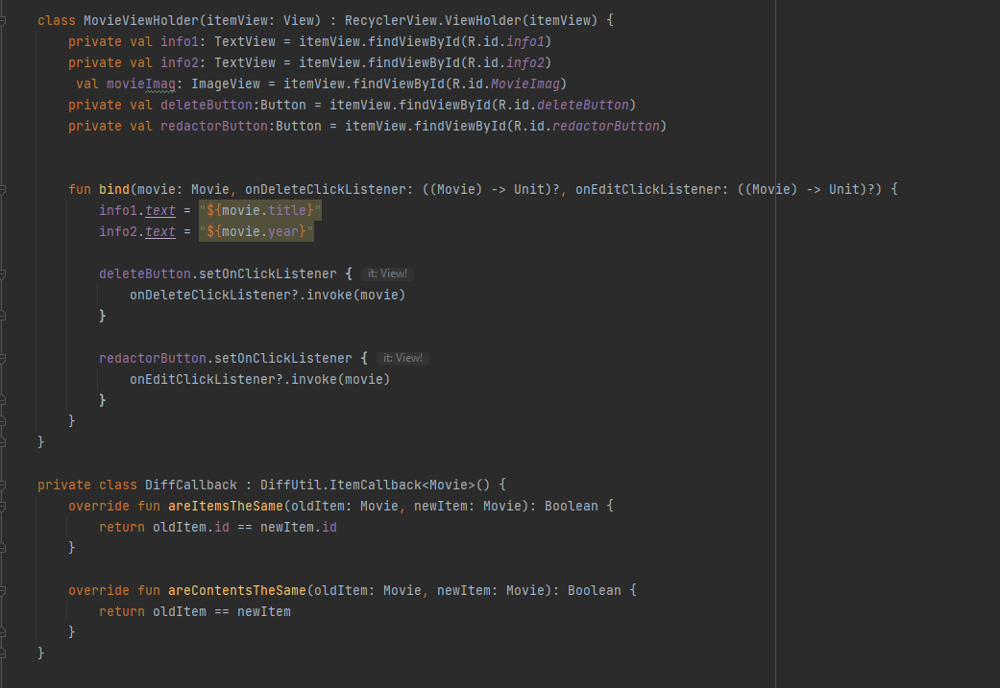 class MovieViewHolder(itemView: View) : RecyclerView.ViewHolder(itemView) {
private val info1: TextView = itemView.findViewById(R.id.info1)
private val info2: TextView = itemView.findViewById(R.id.info2)
val movieImag: ImageView = itemView.findViewById(R.id.MovieImag)
private val deleteButton:Button = itemView.findViewById(R.id.deleteButton)
private val redactorButton:Button = itemView.findViewById(R.id.redactorButton)
fun bind(movie: Movie, onDeleteClickListener: ((Movie) -> Unit)?, onEditClickListener: ((Movie) -> Unit)?) {
info1.text = "${movie.title}"
info2.text = "${movie.year}"
deleteButton.setOnClickListener { it: View!
onDeleteClickListener?.invoke(movie)
}
redactorButton.setOnClickListener { it: View!
onEditClickListener?.invoke(movie)
}
}
}
private class DiffCallback : DiffUtil.ItemCallback<Movie>() {
override fun areItemsTheSame(oldItem: Movie, newItem: Movie): Boolean {
return oldItem.id == newItem.id
}
override fun areContentsTheSame(oldItem: Movie, newItem: Movie): Boolean {
return oldItem == newItem
}
}